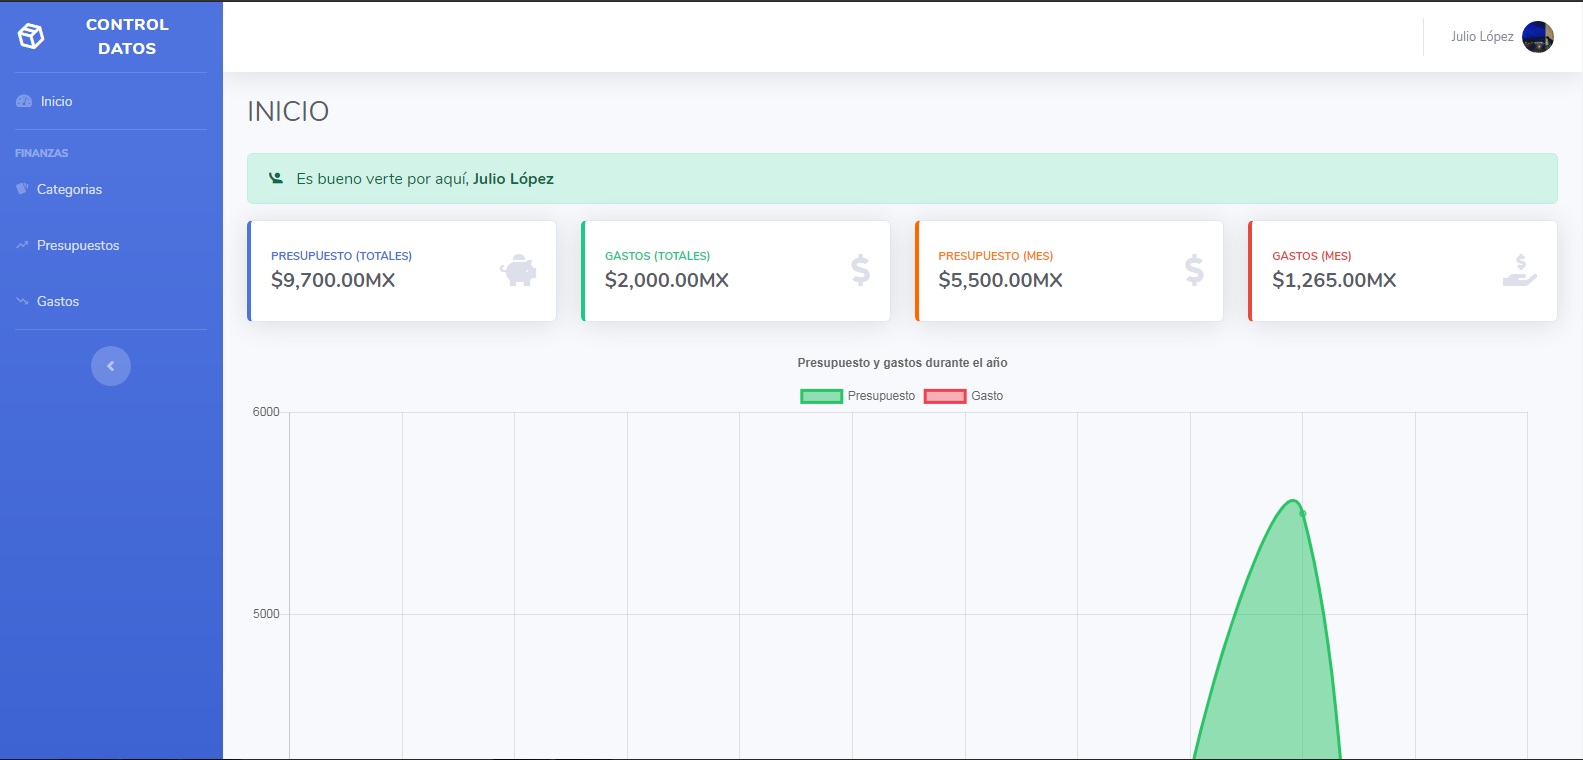 CONTROL
DATOS
Julio López
Inicio
FINANZAS
Categorias
Presupuestos
Gastos
INICIO
Es bueno verte por aquí, Julio López
PRESUPUESTO (TOTALES)
$9,700.00MX
GASTOS (TOTALES)
$2,000.00MX
PRESUPUESTO (MES)
$5,500.00MX
GASTOS (MES)
$1,265.00MX
Presupuesto y gastos durante el año
Presupuesto Gasto
6000
5000